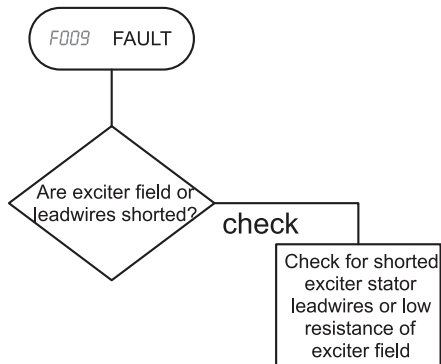 F009 FAULT
Are exciter field or
leadwires shorted?
check
Check for shorted
exciter stator
leadwires or low
resistance of
exciter field